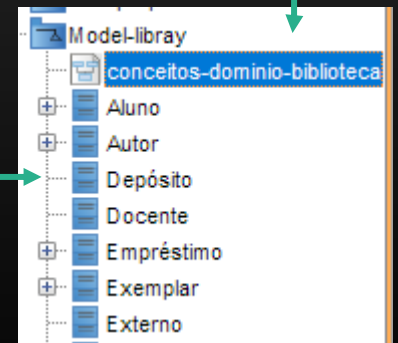 Model-libray
conceitos-dominio-biblioteca
Aluno
Autor
Depósito
Docente
Empréstimo
Exemplar
Externo